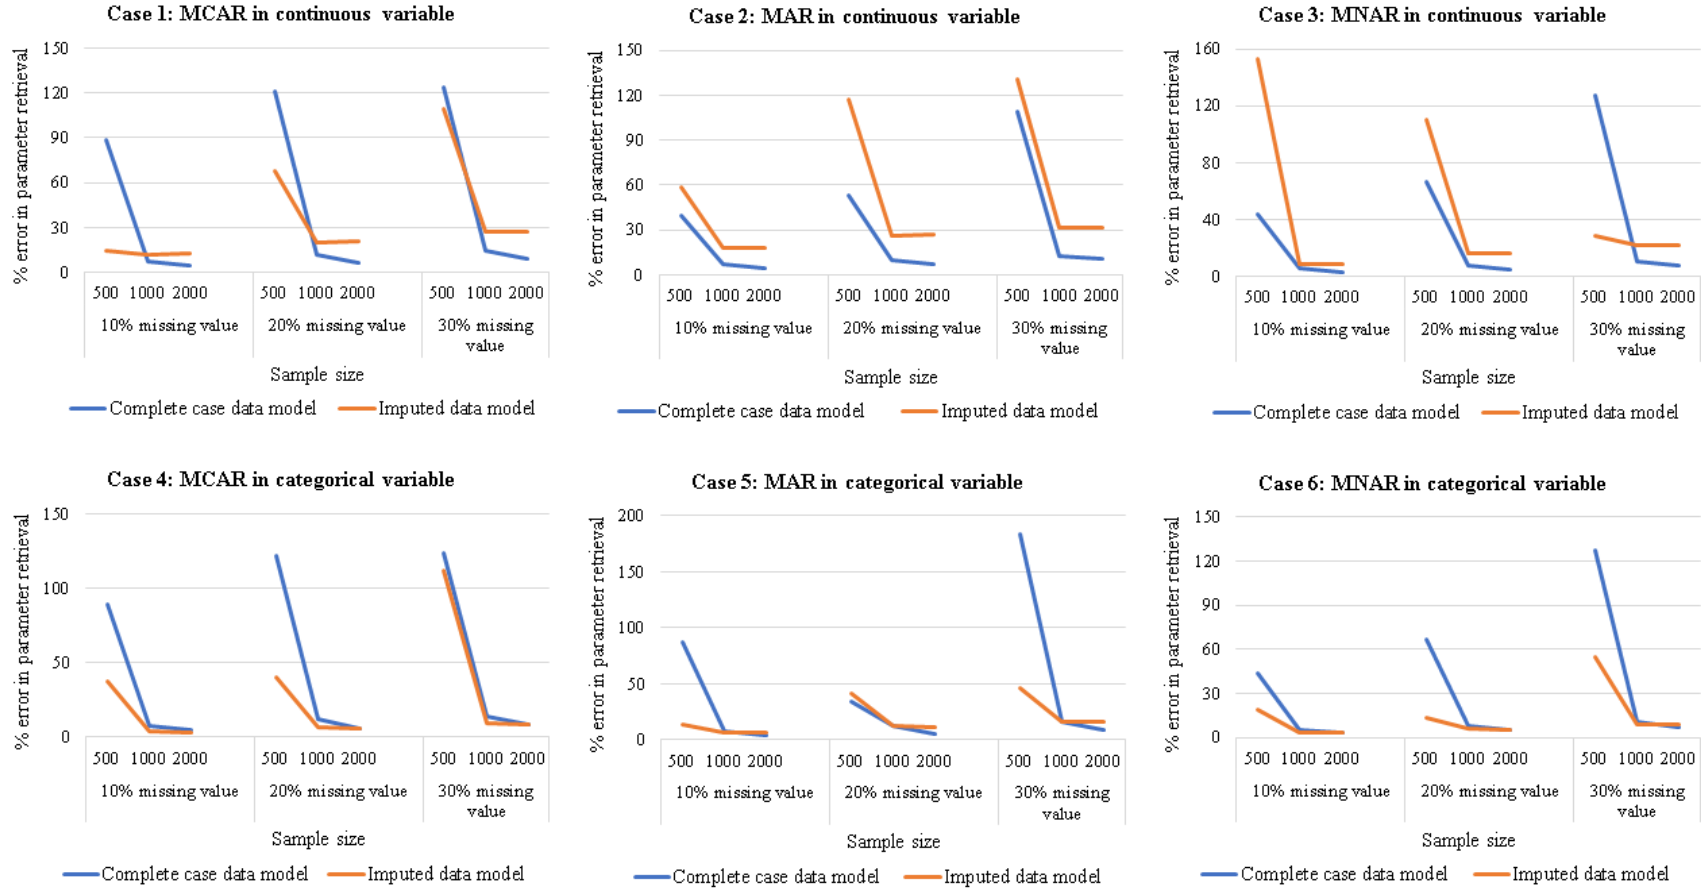 Case 1: MCAR in continuous variable
% error in parameter retrieval
150
120
90
60
30
0
500 1000 2000 500 1000 2000 500 1000 2000
10% missing value 20% missing value 30% missing
value
Sample size
Complete case data model Imputed data model
Case 2: MAR in continuous variable
% error in parameter retrieval
150
120
90
60
30
0
500 1000 2000 500 1000 2000 500 1000 2000
10% missing value 20% missing value 30% missing
value
Sample size
Complete case data model Imputed data model
Case 3: MNAR in continuous variable
% error in parameter retrieval
160
120
80
40
0
500 1000 2000 500 1000 2000 500 1000 2000
10% missing value 20% missing value 30% missing
value
Sample size
Complete case data model Imputed data model
Case 4: MCAR in categorical variable
% error in parameter retrieval
150
100
50
0
500 1000 2000 500 1000 2000 500 1000 2000
10% missing value 20% missing value 30% missing
value
Sample size
Complete case data model Imputed data model
Case 5: MAR in categorical variable
% error in parameter retrieval
200
150
100
50
0
500 1000 2000 500 1000 2000 500 1000 2000
10% missing value 20% missing value 30% missing
value
Sample size
Complete case data model Imputed data model
Case 6: MNAR in categorical variable
% error in parameter retrieval
150
120
90
60
30
0
500 1000 2000 500 1000 2000 500 1000 2000
10% missing value 20% missing value 30% missing
value
Sample size
Complete case data model Imputed data model